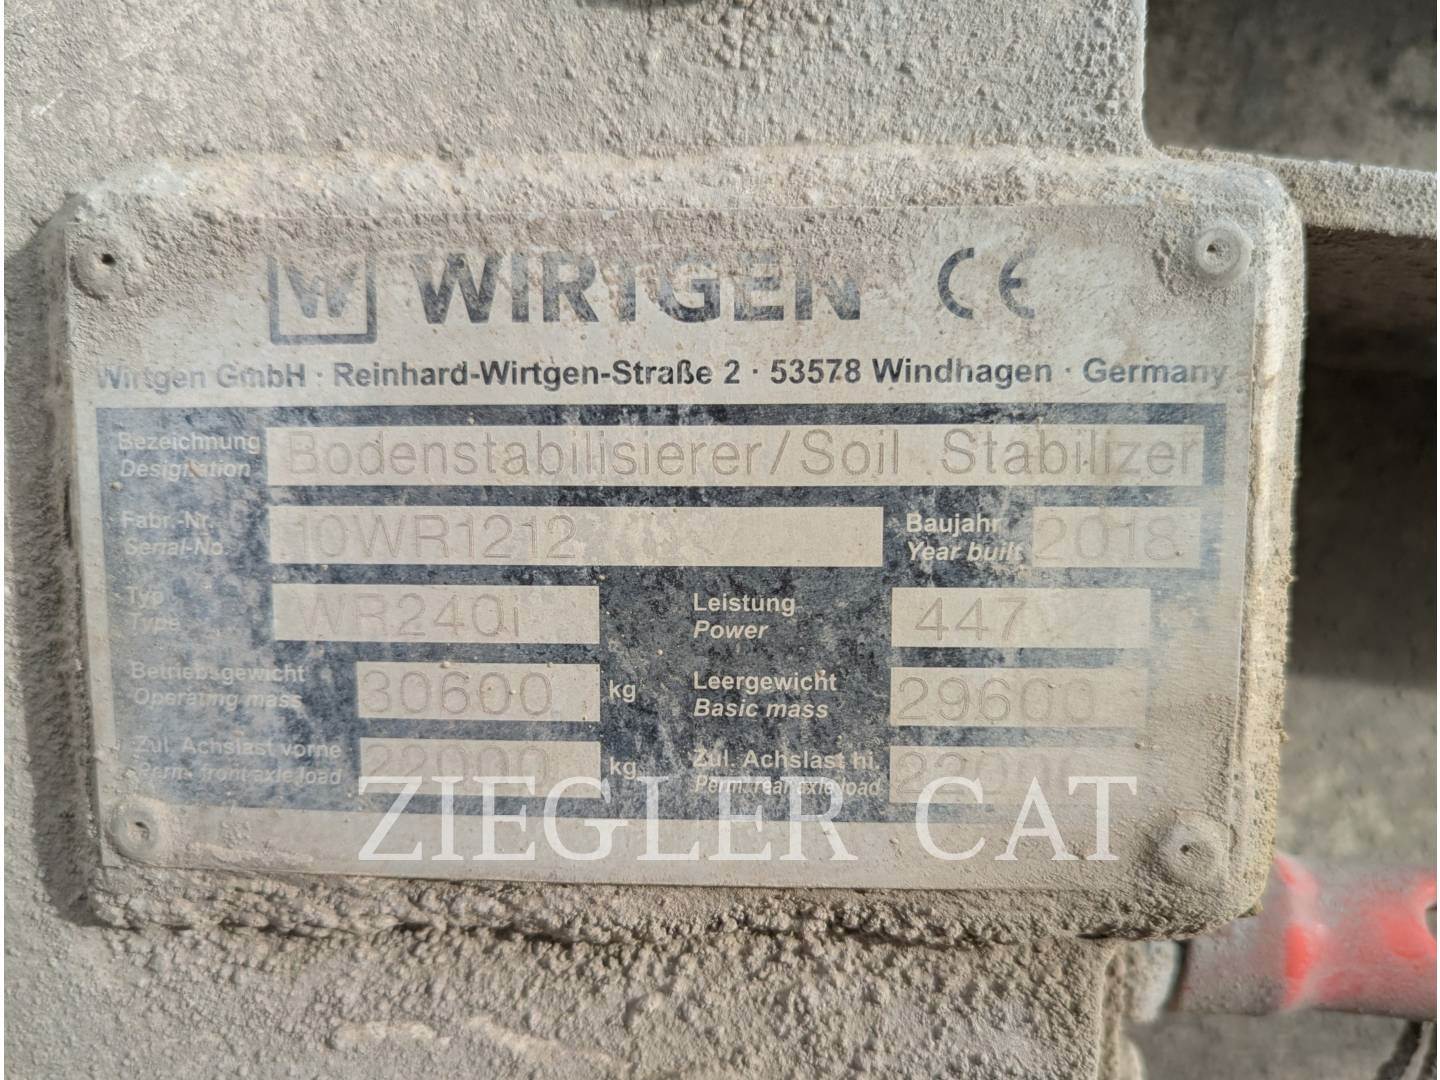 W WIRTGEN CE
Wirtgen GmbH · Reinhard-Wirtgen-Straße 2 · 53578 Windhagen · Germany
Bezeichnung Bodenstabilisierer/Soil Stabilizer
Designation
Fabr.-Nr. 10WR1212 Baujahr 2018
Serial-No. Year built
Typ WR240i Leistung 447
Type Power
Betriebsgewicht 30600 kg Leergewicht 29600
Operating mass Basic mass
Zul. Achslast vorne 22000 kg Zul. Achslast hi.
Perm. front axle load Perm. rear axle load
ZIEGLER CAT